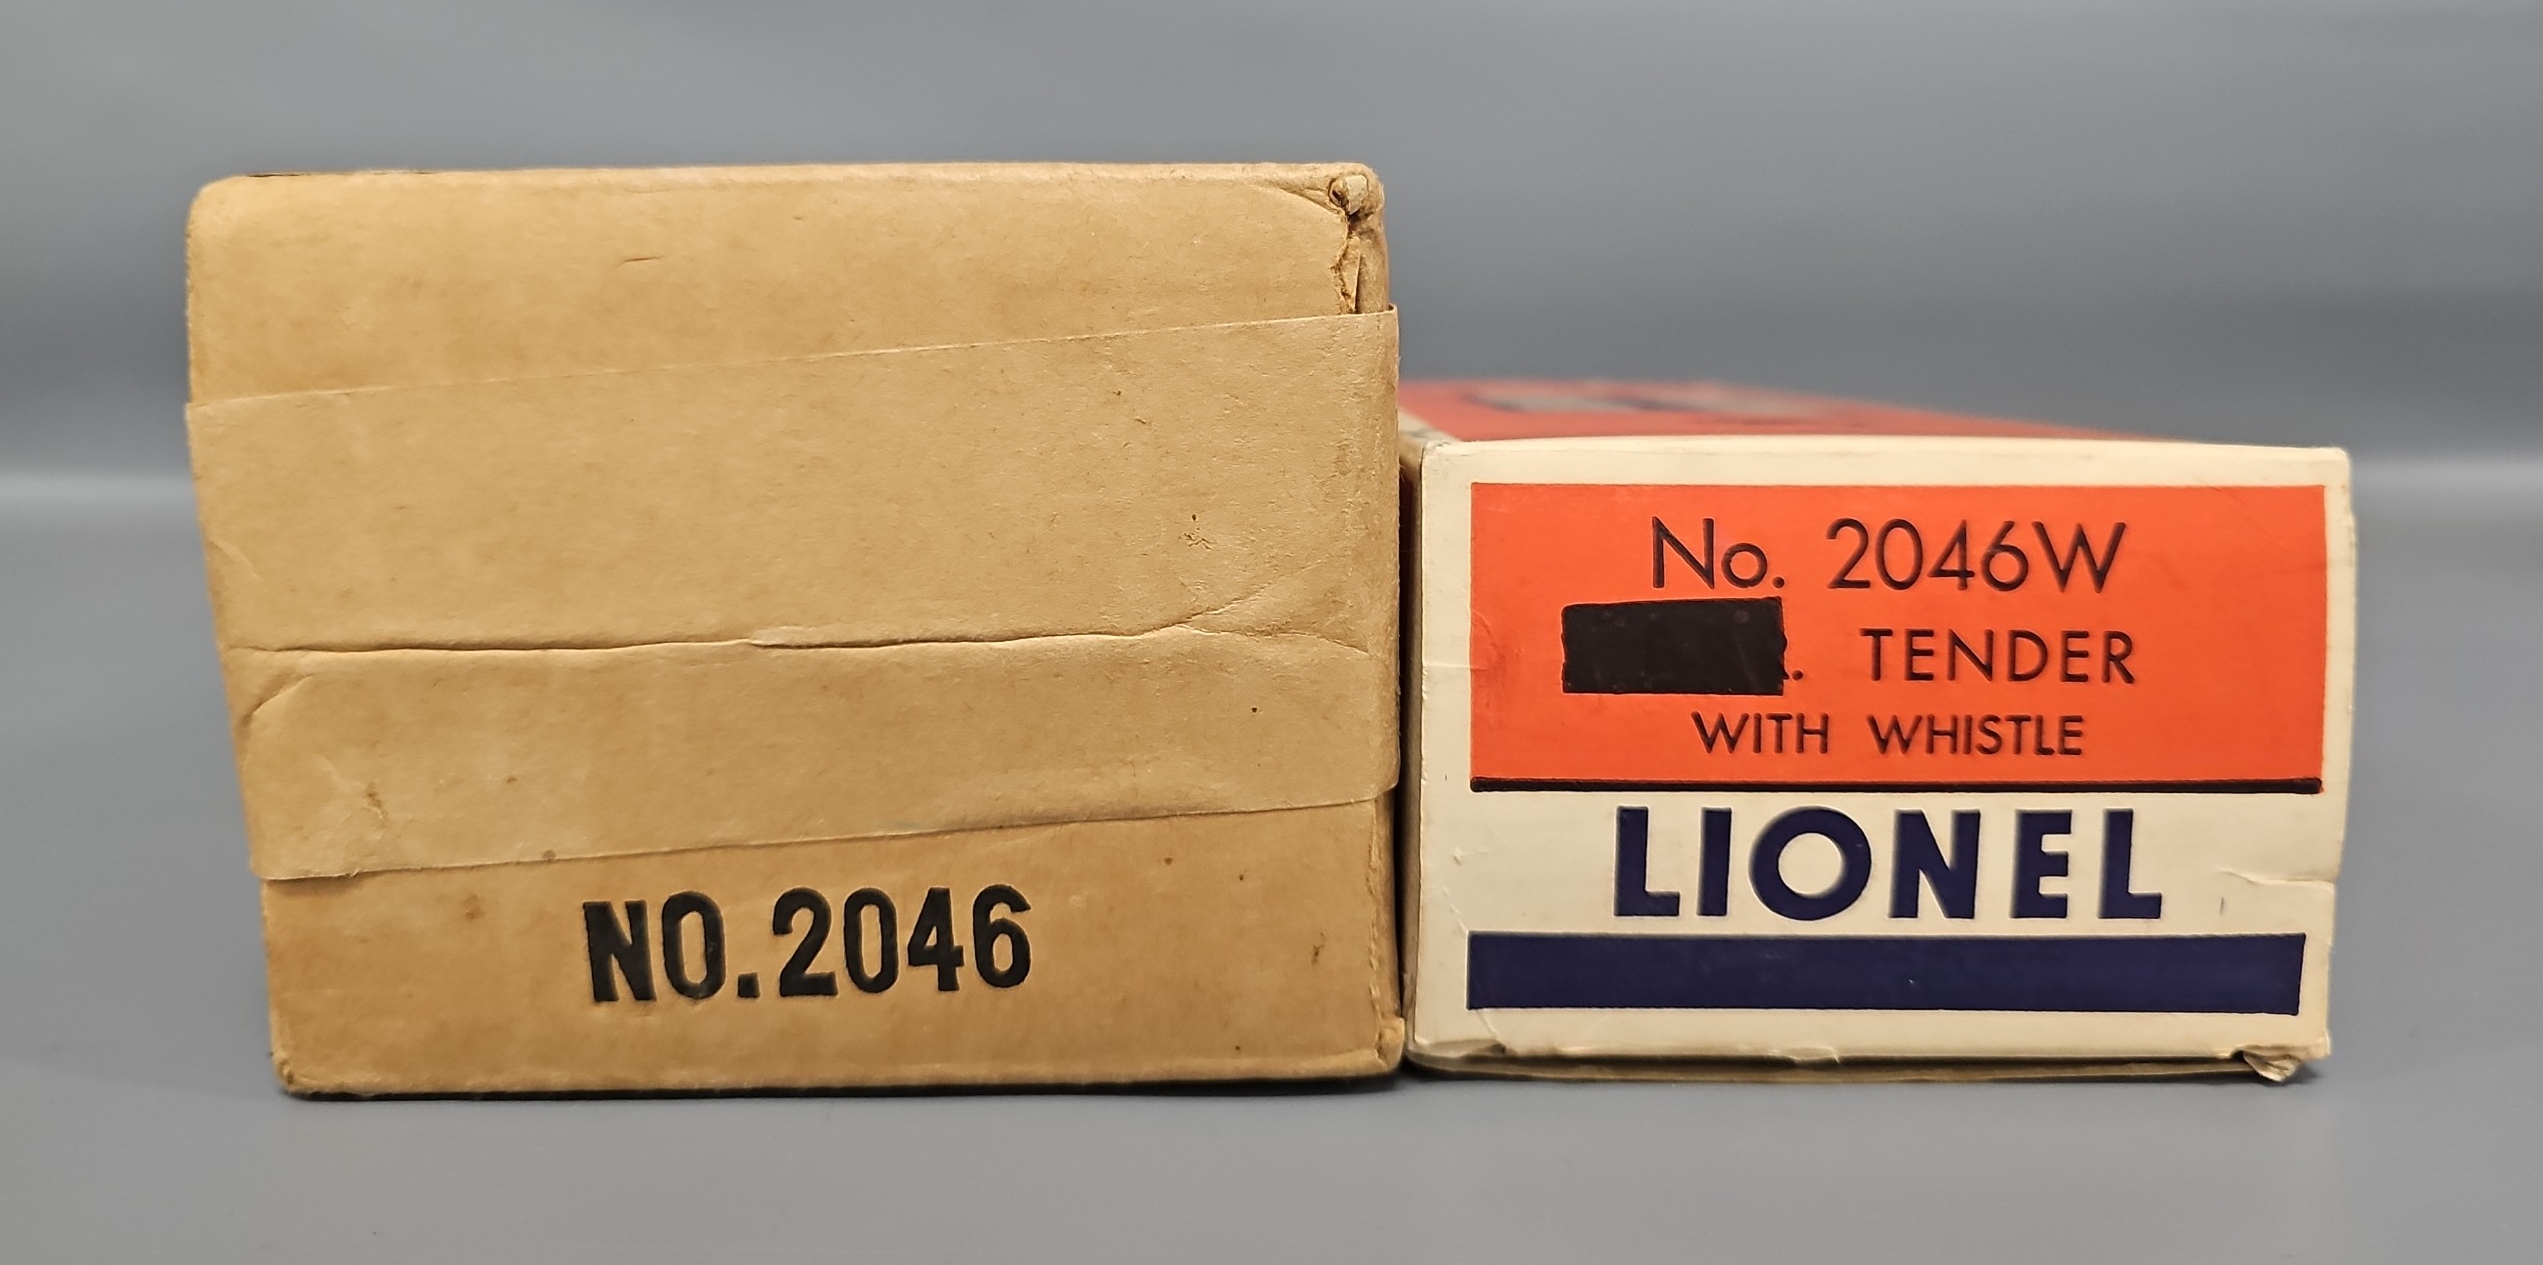 NO.2046
No. 2046W
TENDER
WITH WHISTLE
LIONEL